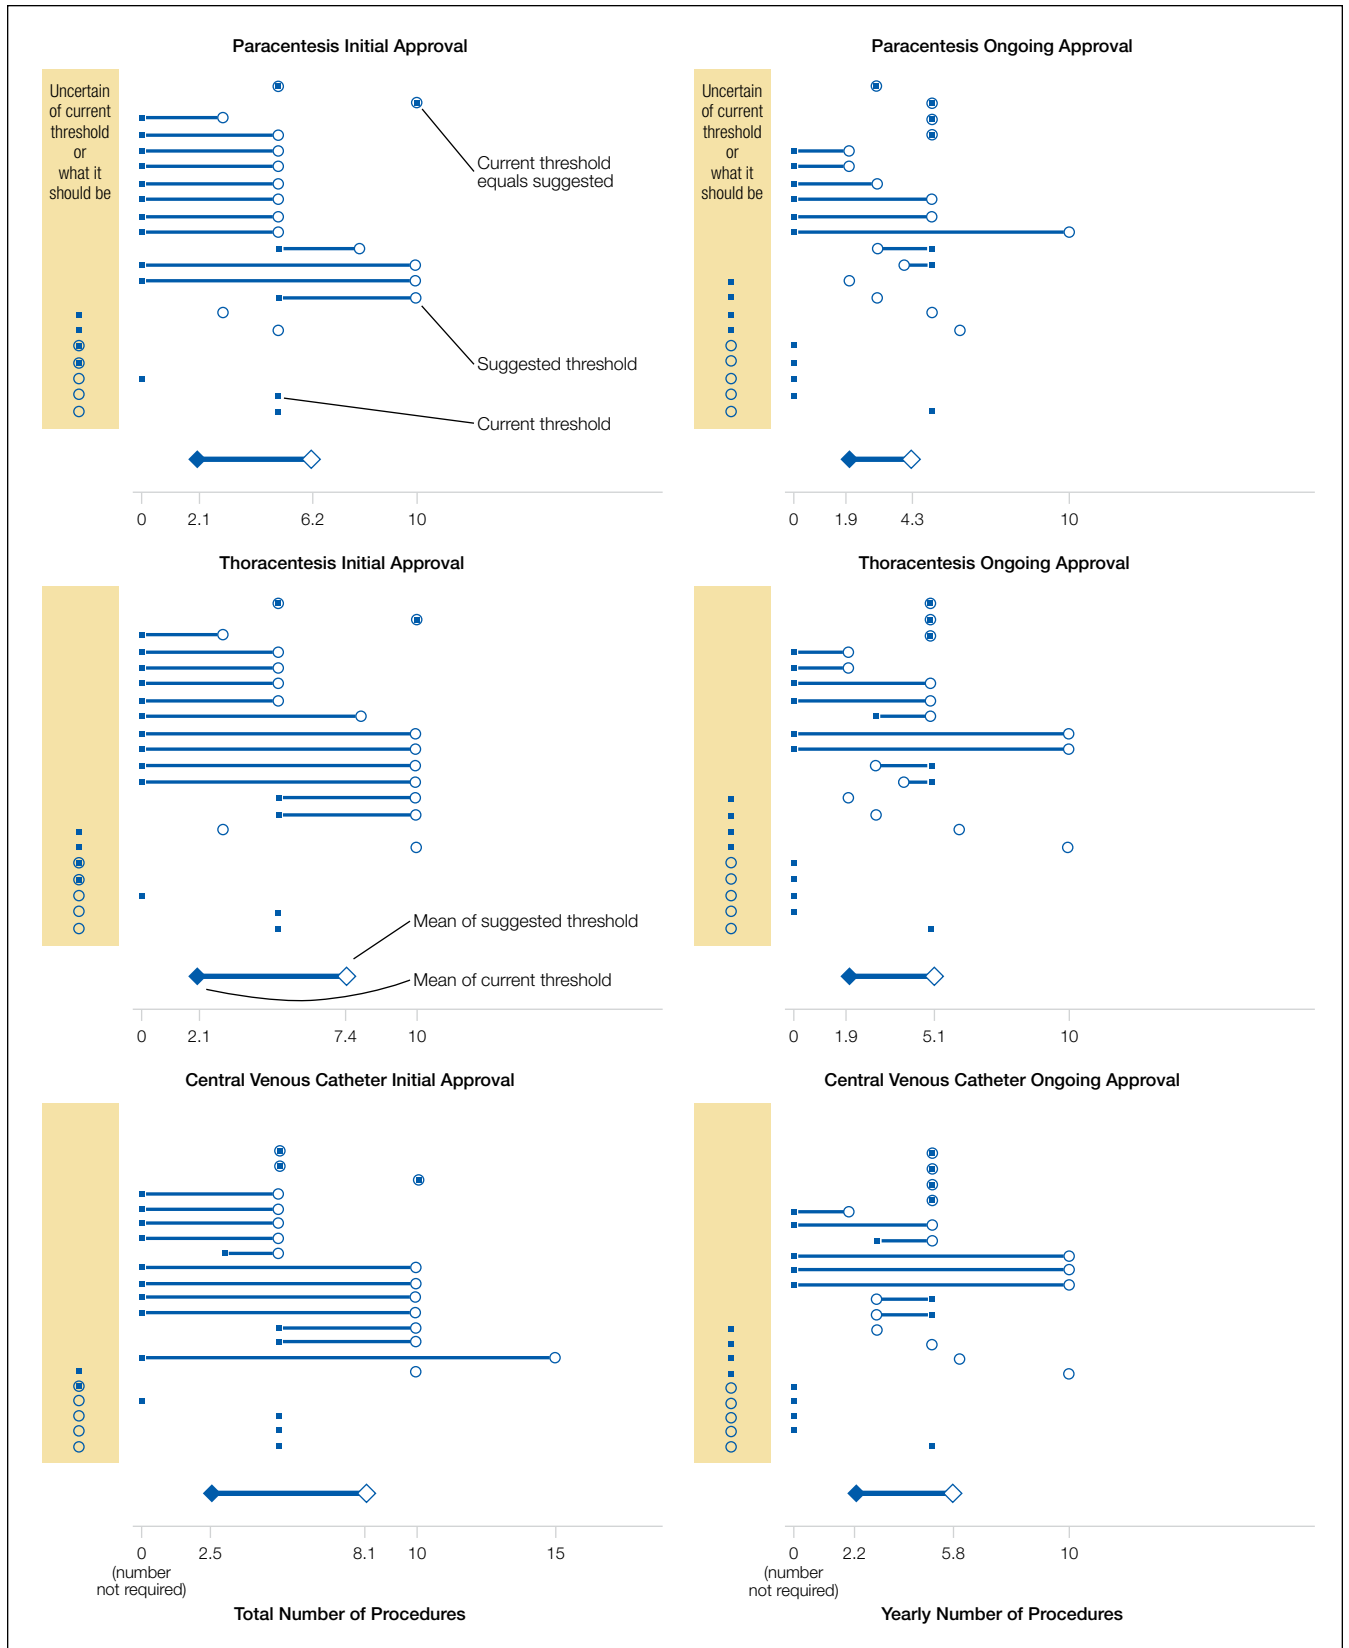 Paracentesis Initial Approval
Uncertain
of current
threshold
or
what it
should be
Current threshold
equals suggested
Suggested threshold
Current threshold
0 2.1 6.2 10
Paracentesis Ongoing Approval
Uncertain
of current
threshold
or
what it
should be
0 1.9 4.3 10
Thoracentesis Initial Approval
Mean of suggested threshold
Mean of current threshold
0 2.1 7.4 10
Thoracentesis Ongoing Approval
0 1.9 5.1 10
Central Venous Catheter Initial Approval
0 2.5 8.1 10 15
(number
not required)
Total Number of Procedures
Central Venous Catheter Ongoing Approval
0 2.2 5.8 10
(number
not required)
Yearly Number of Procedures